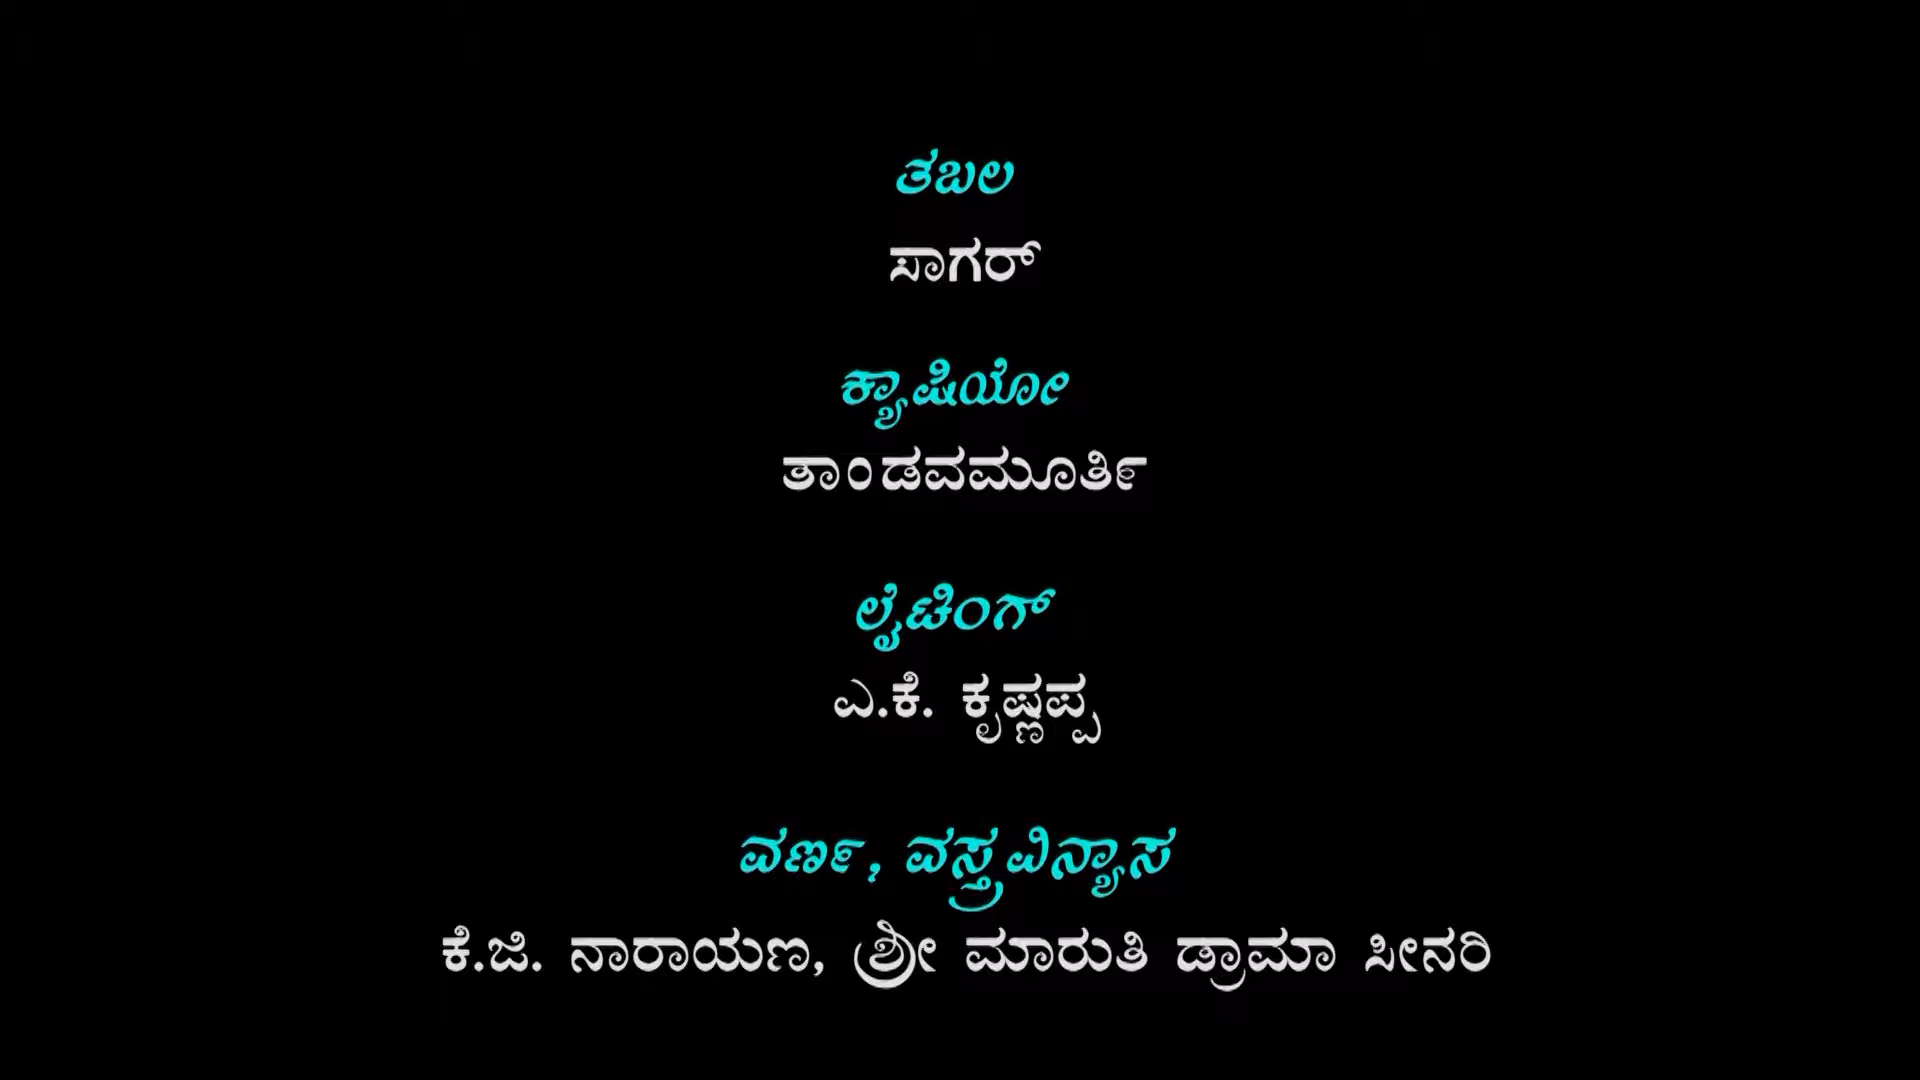 ತಬಲ
ಸಾಗರ್
ಕ್ಯಾಷಿಯೋ
ತಾಂಡವಮೂರ್ತಿ
ಲೈಟಿಂಗ್
ಎ.ಕೆ. ಕೃಷ್ಣಪ್ಪ
ವರ್ಣ, ವಸ್ತ್ರವಿನ್ಯಾಸ
ಕೆ.ಜಿ. ನಾರಾಯಣ, ಶ್ರೀ ಮಾರುತಿ ಡ್ರಾಮಾ ಸೀನರಿ